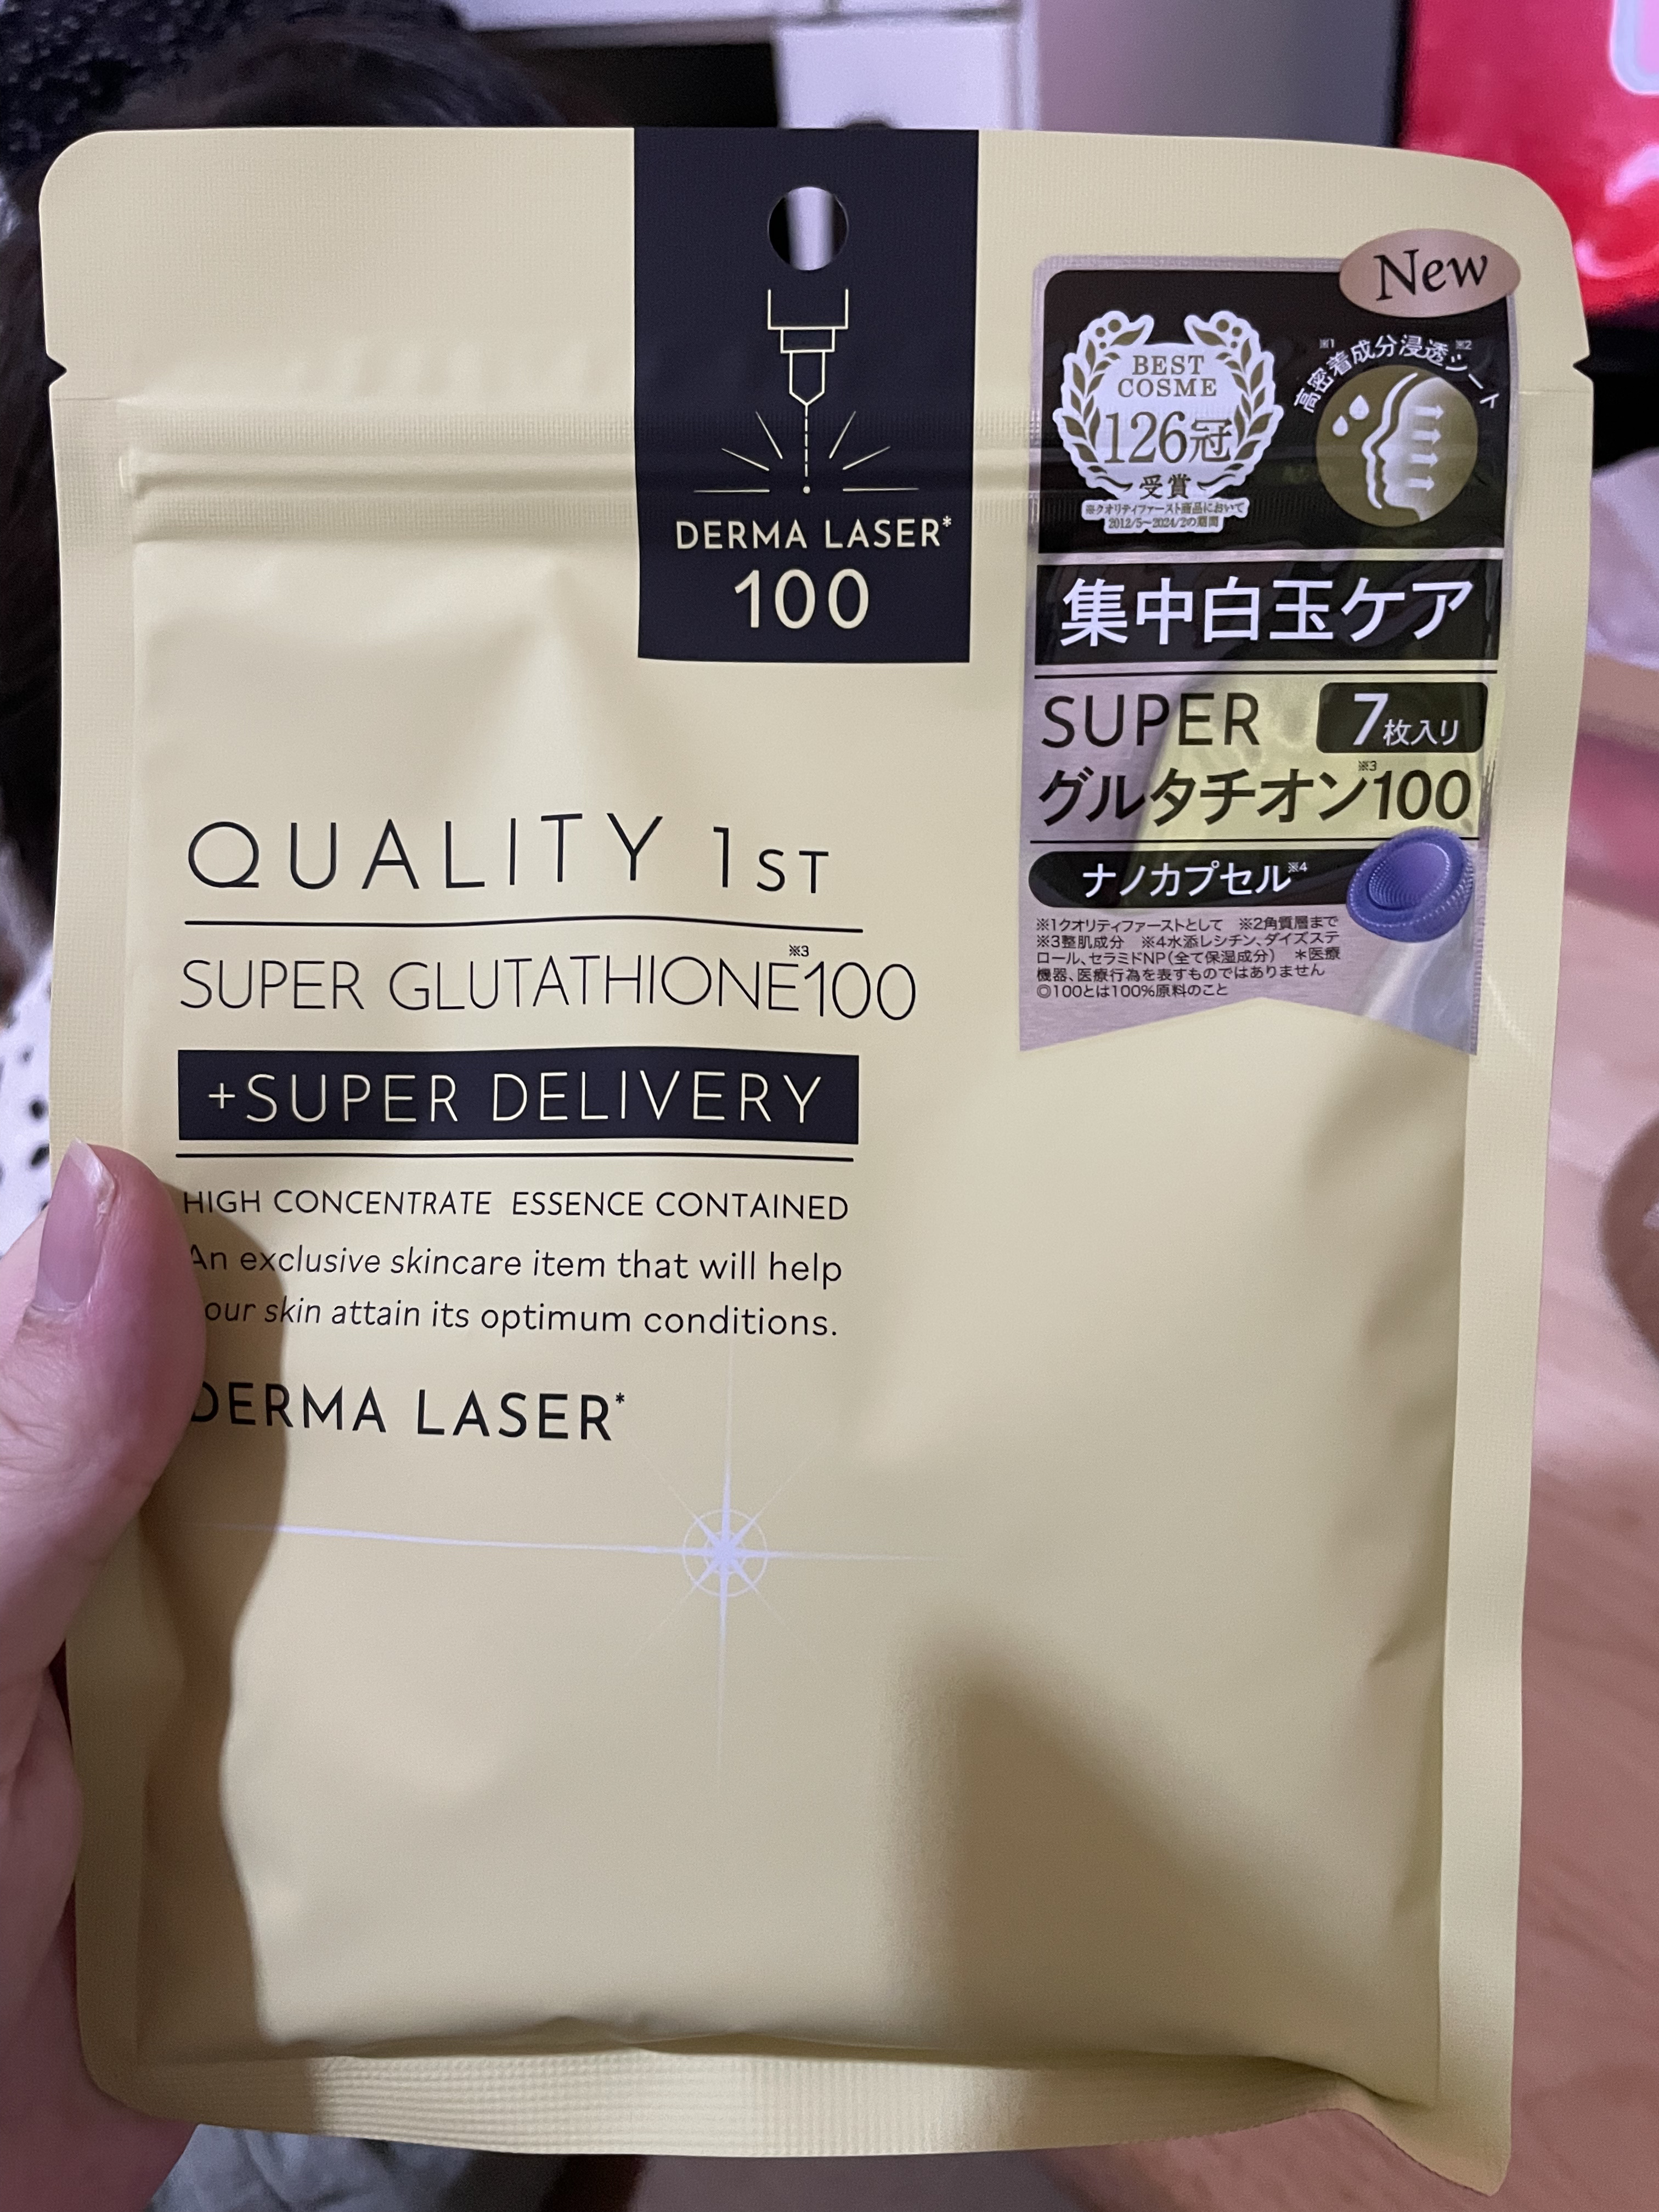 DERMA LASER*
100
New
BEST
COSME
126冠
受賞
※クオリティファースト商品において
2012/5〜2024/2の期間
高密着※1成分浸透※2シート
集中白玉ケア
SUPER 7枚入り
グルタチオン※3100
ナノカプセル※4
※1クオリティファーストとして ※2角質層まで
※3整肌成分 ※4水添レシチン、ダイズステ
ロール、セラミドNP(全て保湿成分) *医療
機器、医療行為を表すものではありません
◎100とは100%原料のこと
QUALITY 1ST
SUPER GLUTATHIONE※3100
+SUPER DELIVERY
HIGH CONCENTRATE ESSENCE CONTAINED
An exclusive skincare item that will help
our skin attain its optimum conditions.
DERMA LASER*